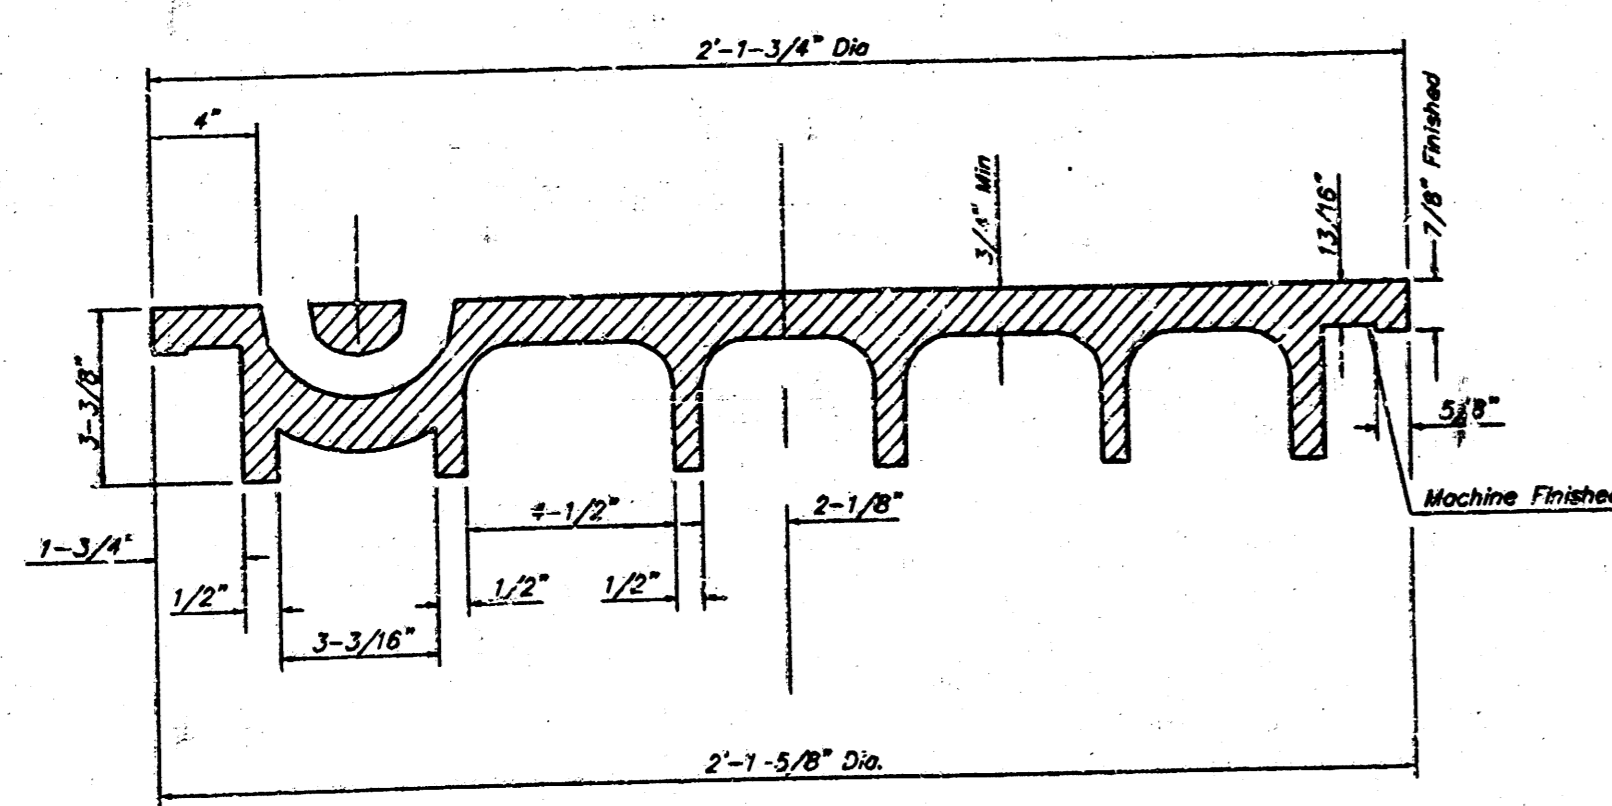 2'-1-3/4" Dia
4"
7/8" Finished
3/4" Min
13/16"
3-3/8"
5/8"
Machine Finished
4-1/2"
2-1/8"
1-3/4"
1/2"
1/2"
1/2"
3-3/16"
2'-1-5/8" Dia.